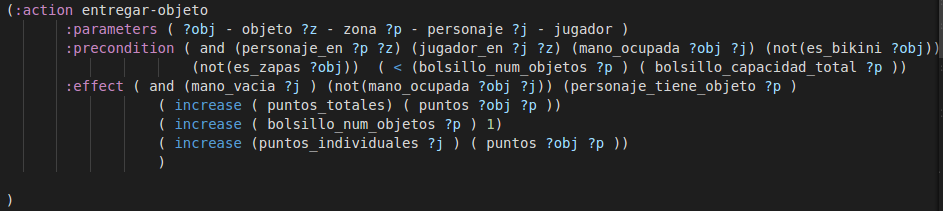 (:action entregar-objeto
:parameters ( ?obj - objeto ?z - zona ?p - personaje ?j - jugador )
:precondition ( and (personaje_en ?p ?z) (jugador_en ?j ?z) (mano_ocupada ?obj ?j) (not(es_bikini ?obj))
(not(es_zapas ?obj))  ( < (bolsillo_num_objetos ?p ) ( bolsillo_capacidad_total ?p ))
:effect ( and (mano_vacia ?j ) (not(mano_ocupada ?obj ?j)) (personaje_tiene_objeto ?p )
( increase ( puntos_totales) ( puntos ?obj ?p ))
( increase ( bolsillo_num_objetos ?p ) 1)
( increase (puntos_individuales ?j ) ( puntos ?obj ?p ))
)
)